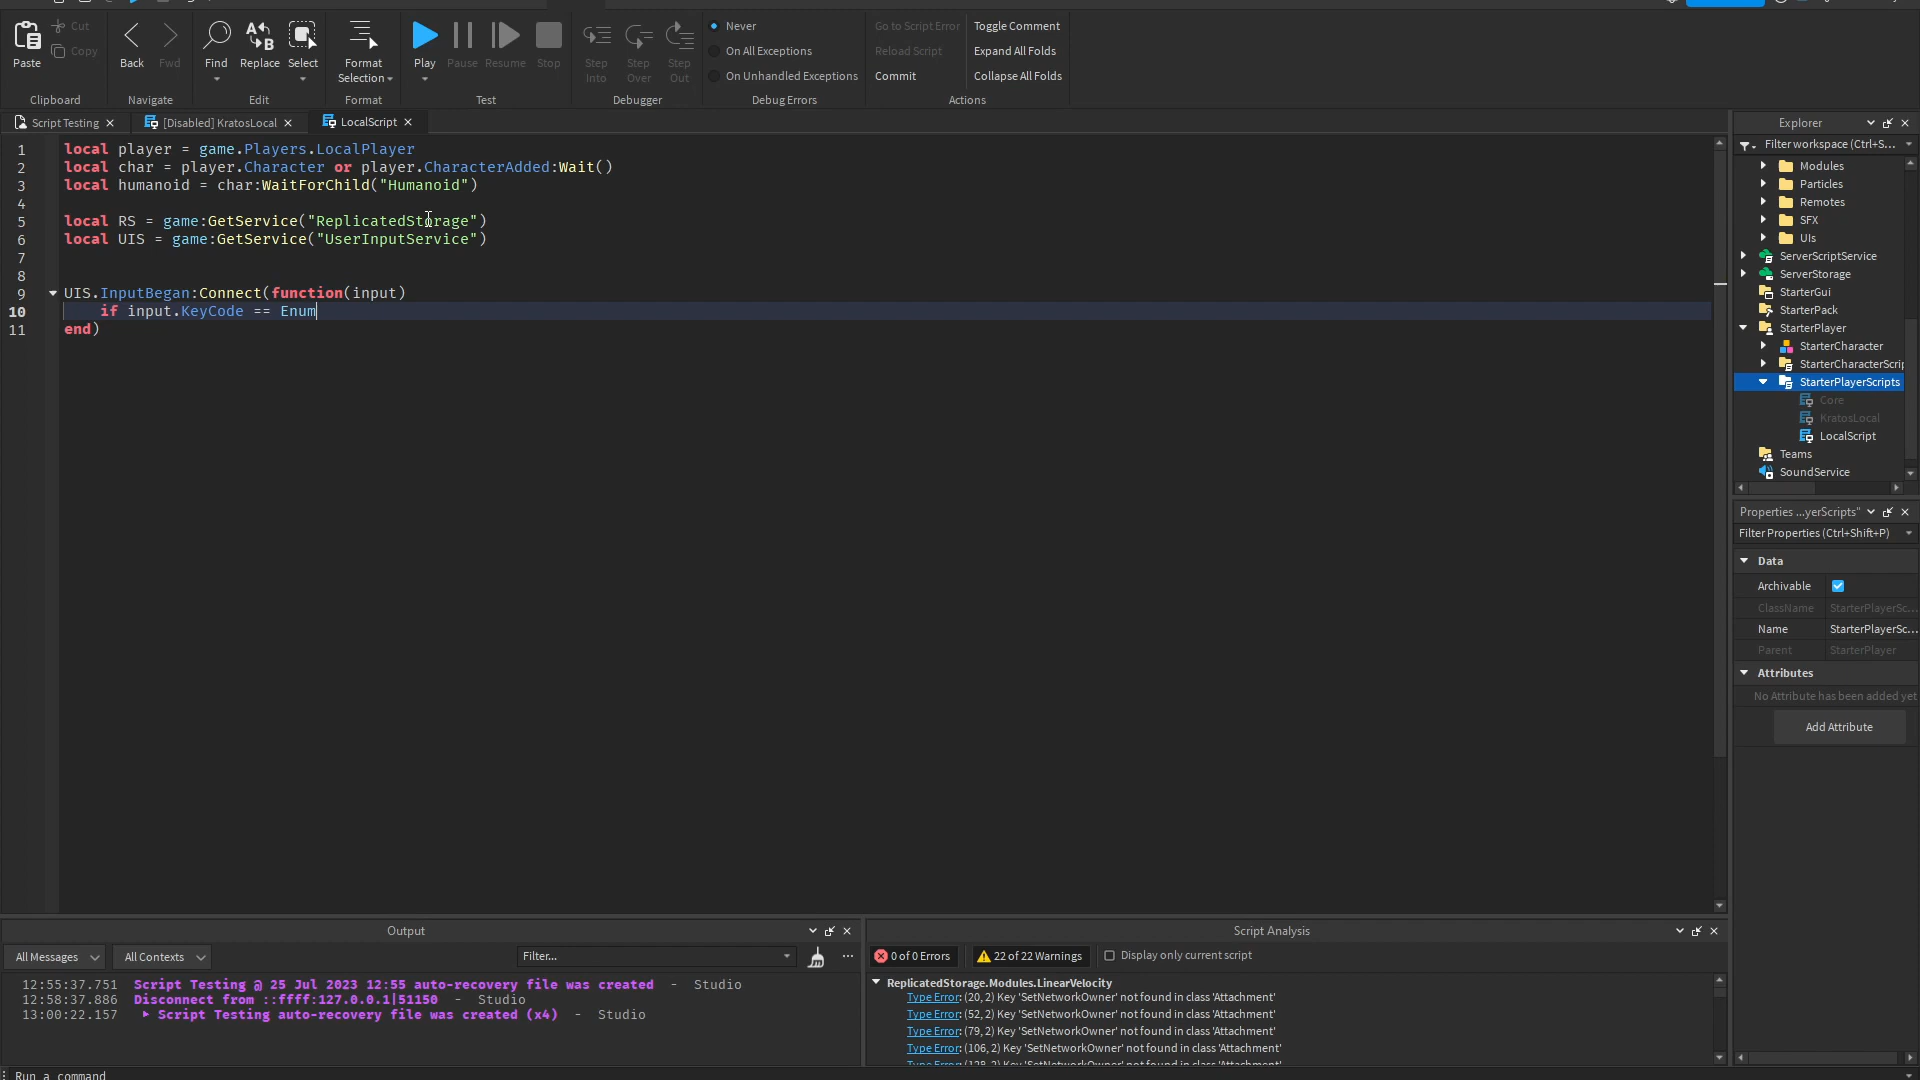 Cut
Copy
Paste
Back
Fwd
Find
Replace
Select
Format
Selection
Play
Pause
Resume
Stop
Step
Into
Step
Over
Step
Out
Never
On All Exceptions
On Unhandled Exceptions
Go to Script Error
Reload Script
Commit
Toggle Comment
Expand All Folds
Collapse All Folds
Clipboard
Navigate
Edit
Format
Test
Debugger
Debug Errors
Actions
Script Testing
[Disabled] KratosLocal
LocalScript
1 local player = game.Players.LocalPlayer
2 local char = player.Character or player.CharacterAdded:Wait()
3 local humanoid = char:WaitForChild("Humanoid")
4
5 local RS = game:GetService("ReplicatedStorage")
6 local UIS = game:GetService("UserInputService")
7
8
9 UIS.InputBegan:Connect(function(input)
10 if input.KeyCode == Enum
11 end)
Explorer
Filter workspace (Ctrl+S...
Modules
Particles
Remotes
SFX
UIs
ServerScriptService
ServerStorage
StarterGui
StarterPack
StarterPlayer
StarterCharacter
StarterCharacterScrip
StarterPlayerScripts
Core
KratosLocal
LocalScript
Teams
SoundService
Properties ...yerScripts"
Filter Properties (Ctrl+Shift+P)
Data
Archivable
ClassName StarterPlayerSc...
Name StarterPlayerSc...
Parent StarterPlayer
Attributes
No Attribute has been added yet
Add Attribute
Output
All Messages
All Contexts
Filter...
12:55:37.751 Script Testing @ 25 Jul 2023 12:55 auto-recovery file was created - Studio
12:58:37.886 Disconnect from ::ffff:127.0.0.1|51150 - Studio
13:00:22.157 Script Testing auto-recovery file was created (x4) - Studio
Script Analysis
0 of 0 Errors
22 of 22 Warnings
Display only current script
ReplicatedStorage.Modules.LinearVelocity
Type Error: (20, 2) Key 'SetNetworkOwner' not found in class 'Attachment'
Type Error: (52, 2) Key 'SetNetworkOwner' not found in class 'Attachment'
Type Error: (79, 2) Key 'SetNetworkOwner' not found in class 'Attachment'
Type Error: (106, 2) Key 'SetNetworkOwner' not found in class 'Attachment'
Run a command